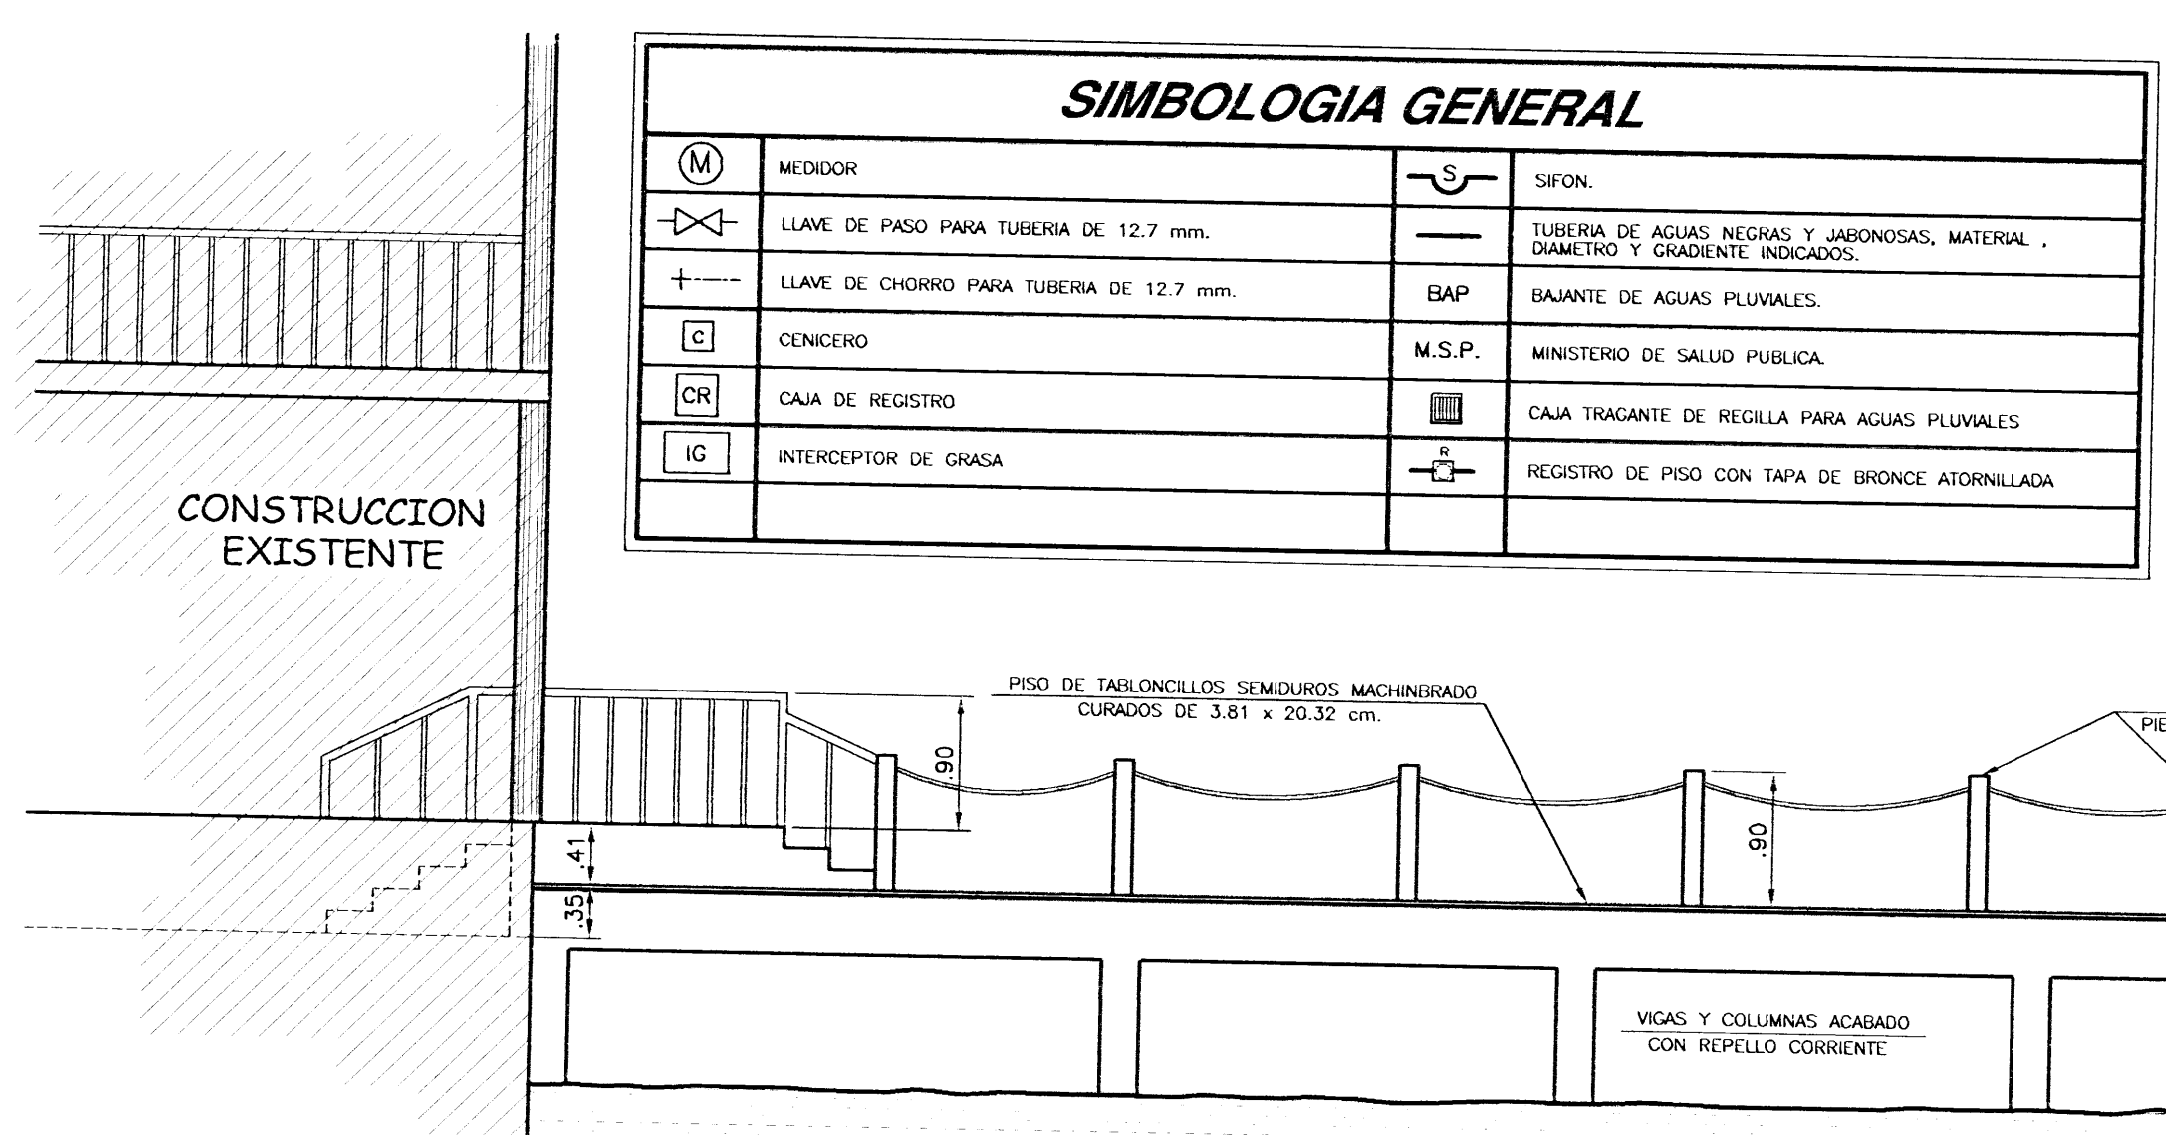 SIMBOLOGIA GENERAL
M
MEDIDOR
S
SIFON.
LLAVE DE PASO PARA TUBERIA DE 12.7 mm.
TUBERIA DE AGUAS NEGRAS Y JABONOSAS, MATERIAL ,
DIAMETRO Y GRADIENTE INDICADOS.
LLAVE DE CHORRO PARA TUBERIA DE 12.7 mm.
BAP
BAJANTE DE AGUAS PLUVIALES.
C
CENICERO
M.S.P.
MINISTERIO DE SALUD PUBLICA.
CR
CAJA DE REGISTRO
CAJA TRAGANTE DE REGILLA PARA AGUAS PLUVIALES
IG
INTERCEPTOR DE GRASA
R
REGISTRO DE PISO CON TAPA DE BRONCE ATORNILLADA
CONSTRUCCION
EXISTENTE
PISO DE TABLONCILLOS SEMIDUROS MACHINBRADO
CURADOS DE 3.81 x 20.32 cm.
PIE
.90
.90
.41
.35
VIGAS Y COLUMNAS ACABADO
CON REPELLO CORRIENTE